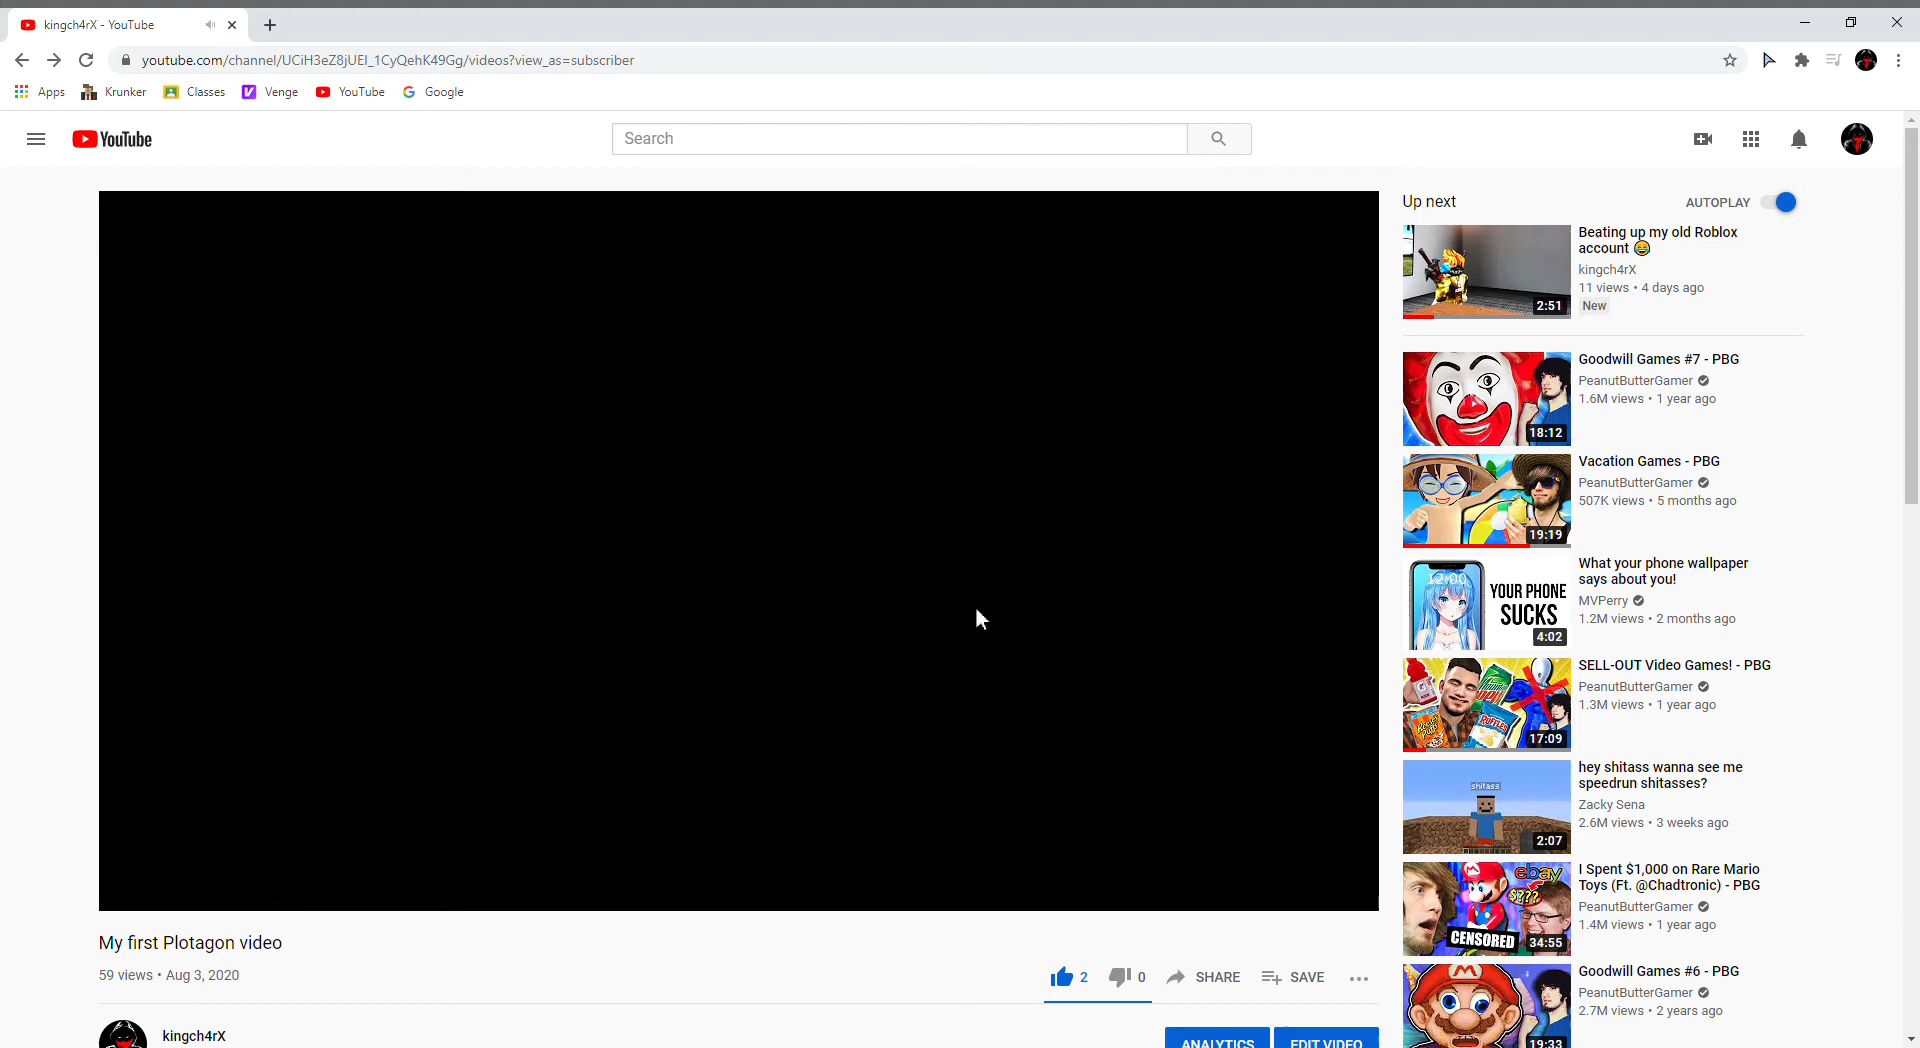 kingch4rX - YouTube
youtube.com/channel/UCiH3eZ8jUEI_1CyQehK49Gg/videos?view_as=subscriber
Apps Krunker Classes Venge YouTube Google
YouTube
Search
Up next AUTOPLAY
Beating up my old Roblox
account 😂
kingch4rX
11 views • 4 days ago
New
2:51
Goodwill Games #7 - PBG
PeanutButterGamer
1.6M views • 1 year ago
18:12
Vacation Games - PBG
PeanutButterGamer
507K views • 5 months ago
19:19
What your phone wallpaper
says about you!
MVPerry
1.2M views • 2 months ago
12:00
YOUR PHONE
SUCKS
4:02
SELL-OUT Video Games! - PBG
PeanutButterGamer
1.3M views • 1 year ago
RUFFLES
17:09
hey shitass wanna see me
speedrun shitasses?
Zacky Sena
2.6M views • 3 weeks ago
shitass
2:07
I Spent $1,000 on Rare Mario
Toys (Ft. @Chadtronic) - PBG
PeanutButterGamer
1.4M views • 1 year ago
ebay
$???
CENSORED
34:55
Goodwill Games #6 - PBG
PeanutButterGamer
2.7M views • 2 years ago
19:33
My first Plotagon video
59 views • Aug 3, 2020
2 0 SHARE SAVE
kingch4rX
ANALYTICS EDIT VIDEO